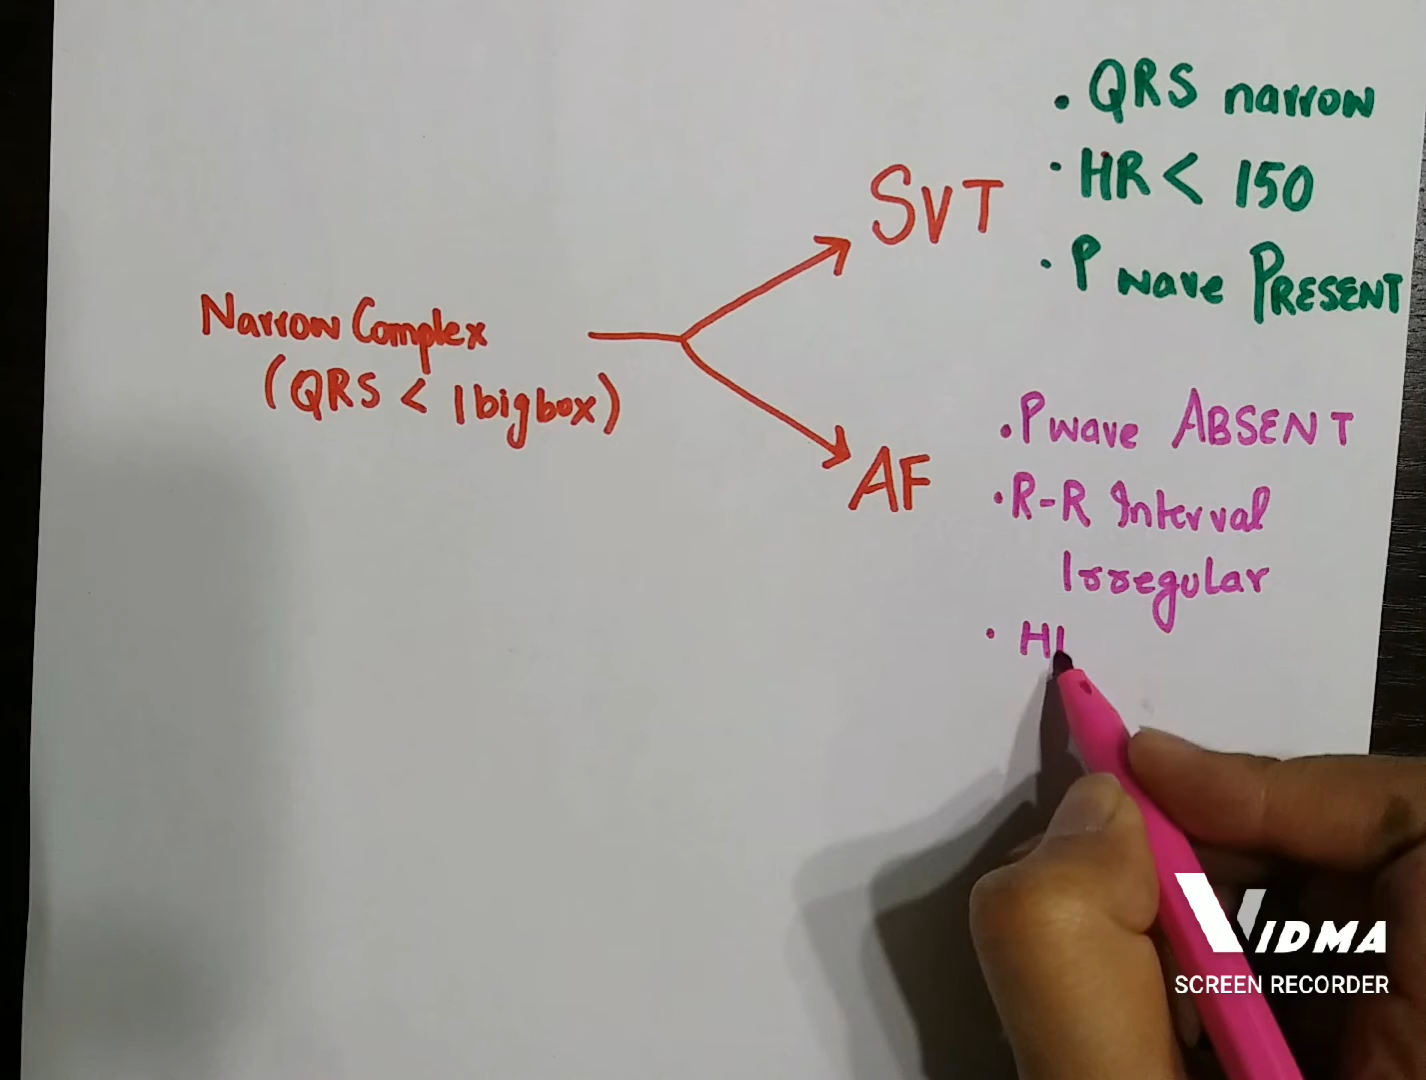 • QRS narrow
• HR < 150
• P wave PRESENT
SVT
Narrow Complex
(QRS < 1 big box)
AF
• P wave ABSENT
• R-R Interval
Irregular
• H
VIDMA
SCREEN RECORDER